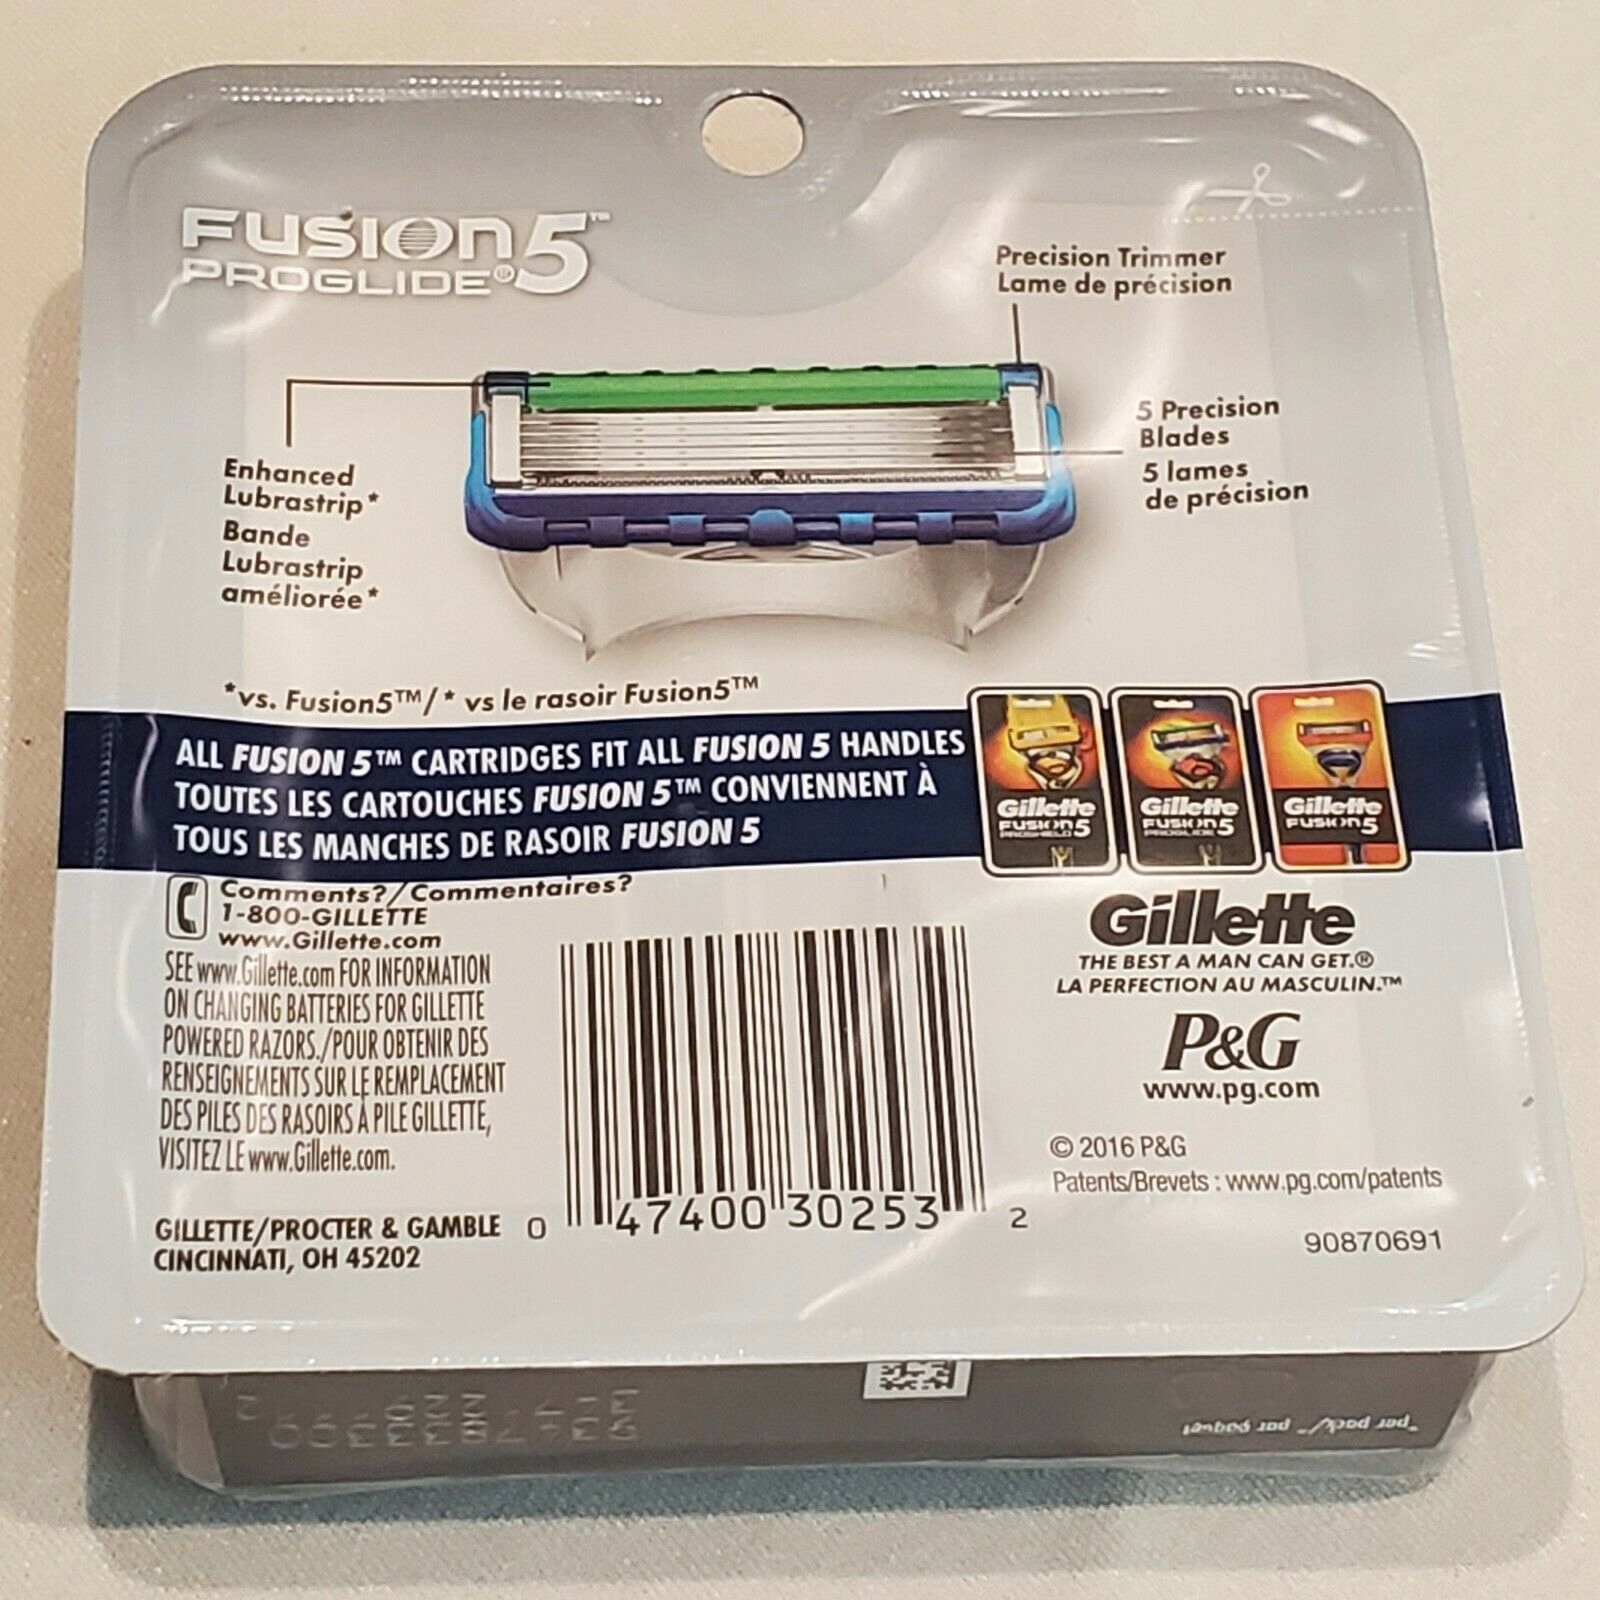 FUSION5™
PROGLIDE®
Precision Trimmer
Lame de précision
Enhanced
Lubrastrip*
Bande
Lubrastrip
améliorée*
5 Precision
Blades
5 lames
de précision
*vs. Fusion5™/* vs le rasoir Fusion5™
ALL FUSION 5™ CARTRIDGES FIT ALL FUSION 5 HANDLES
TOUTES LES CARTOUCHES FUSION 5™ CONVIENNENT À
TOUS LES MANCHES DE RASOIR FUSION 5
Gillette
FUSION5
PROSHIELD
Gillette
FUSION5
PROGLIDE
Gillette
FUSION5
Comments?/Commentaires?
1-800-GILLETTE
www.Gillette.com
SEE www.Gillette.com FOR INFORMATION
ON CHANGING BATTERIES FOR GILLETTE
POWERED RAZORS./POUR OBTENIR DES
RENSEIGNEMENTS SUR LE REMPLACEMENT
DES PILES DES RASOIRS À PILE GILLETTE,
VISITEZ LE www.Gillette.com.
GILLETTE/PROCTER & GAMBLE
CINCINNATI, OH 45202
0 47400 30253 2
Gillette
THE BEST A MAN CAN GET.®
LA PERFECTION AU MASCULIN.™
P&G
www.pg.com
© 2016 P&G
Patents/Brevets : www.pg.com/patents
90870691
*per pack/*par paquet